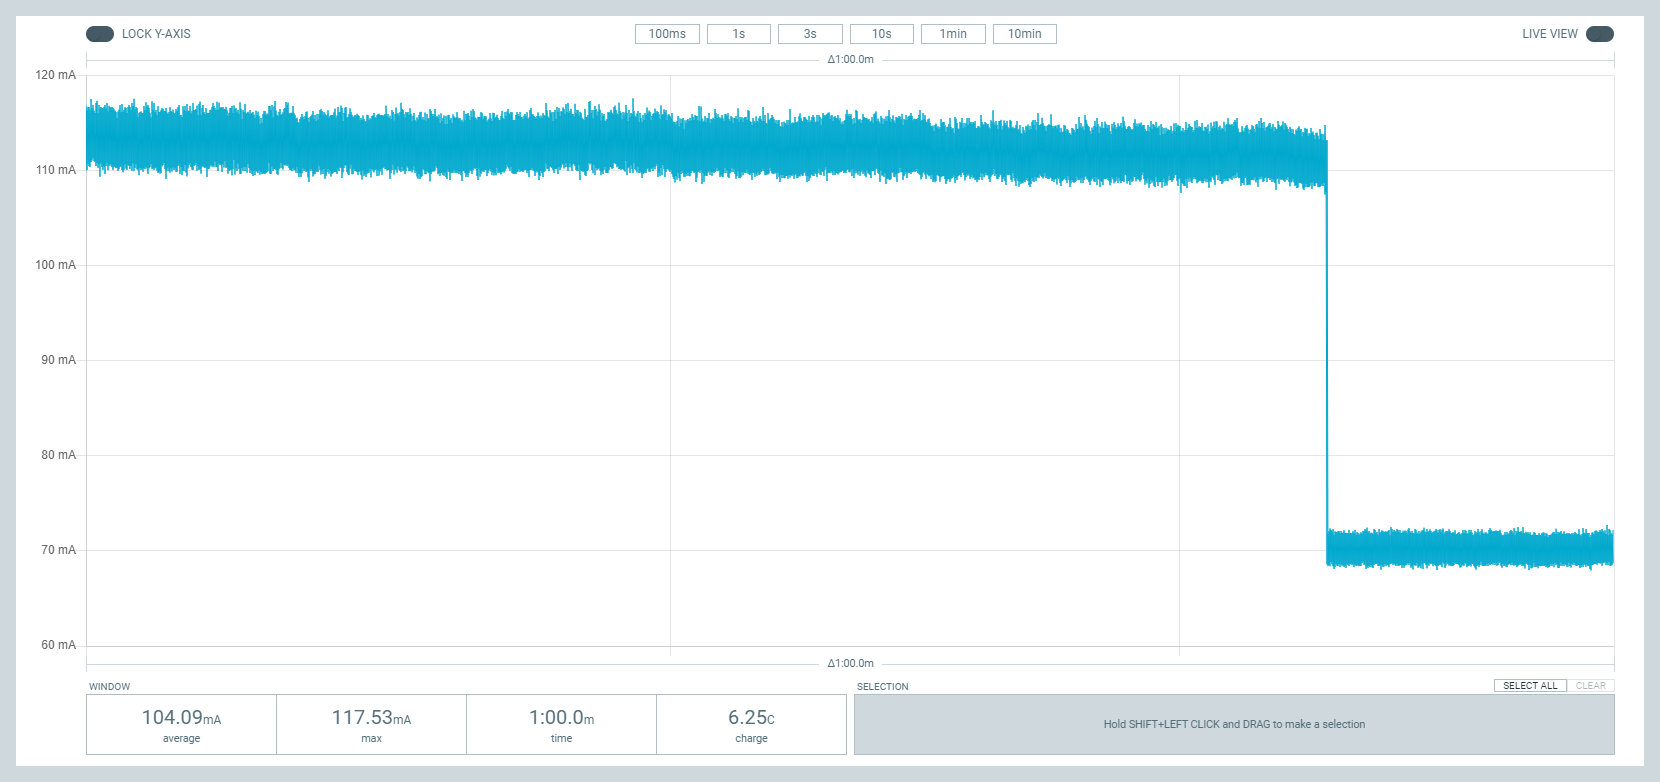 LOCK Y-AXIS
100ms 1s 3s 10s 1min 10min
LIVE VIEW
Δ1:00.0m
120 mA
110 mA
100 mA
90 mA
80 mA
70 mA
60 mA
Δ1:00.0m
WINDOW
104.09mA
average
117.53mA
max
1:00.0m
time
6.25C
charge
SELECTION
SELECT ALL
CLEAR
Hold SHIFT+LEFT CLICK and DRAG to make a selection